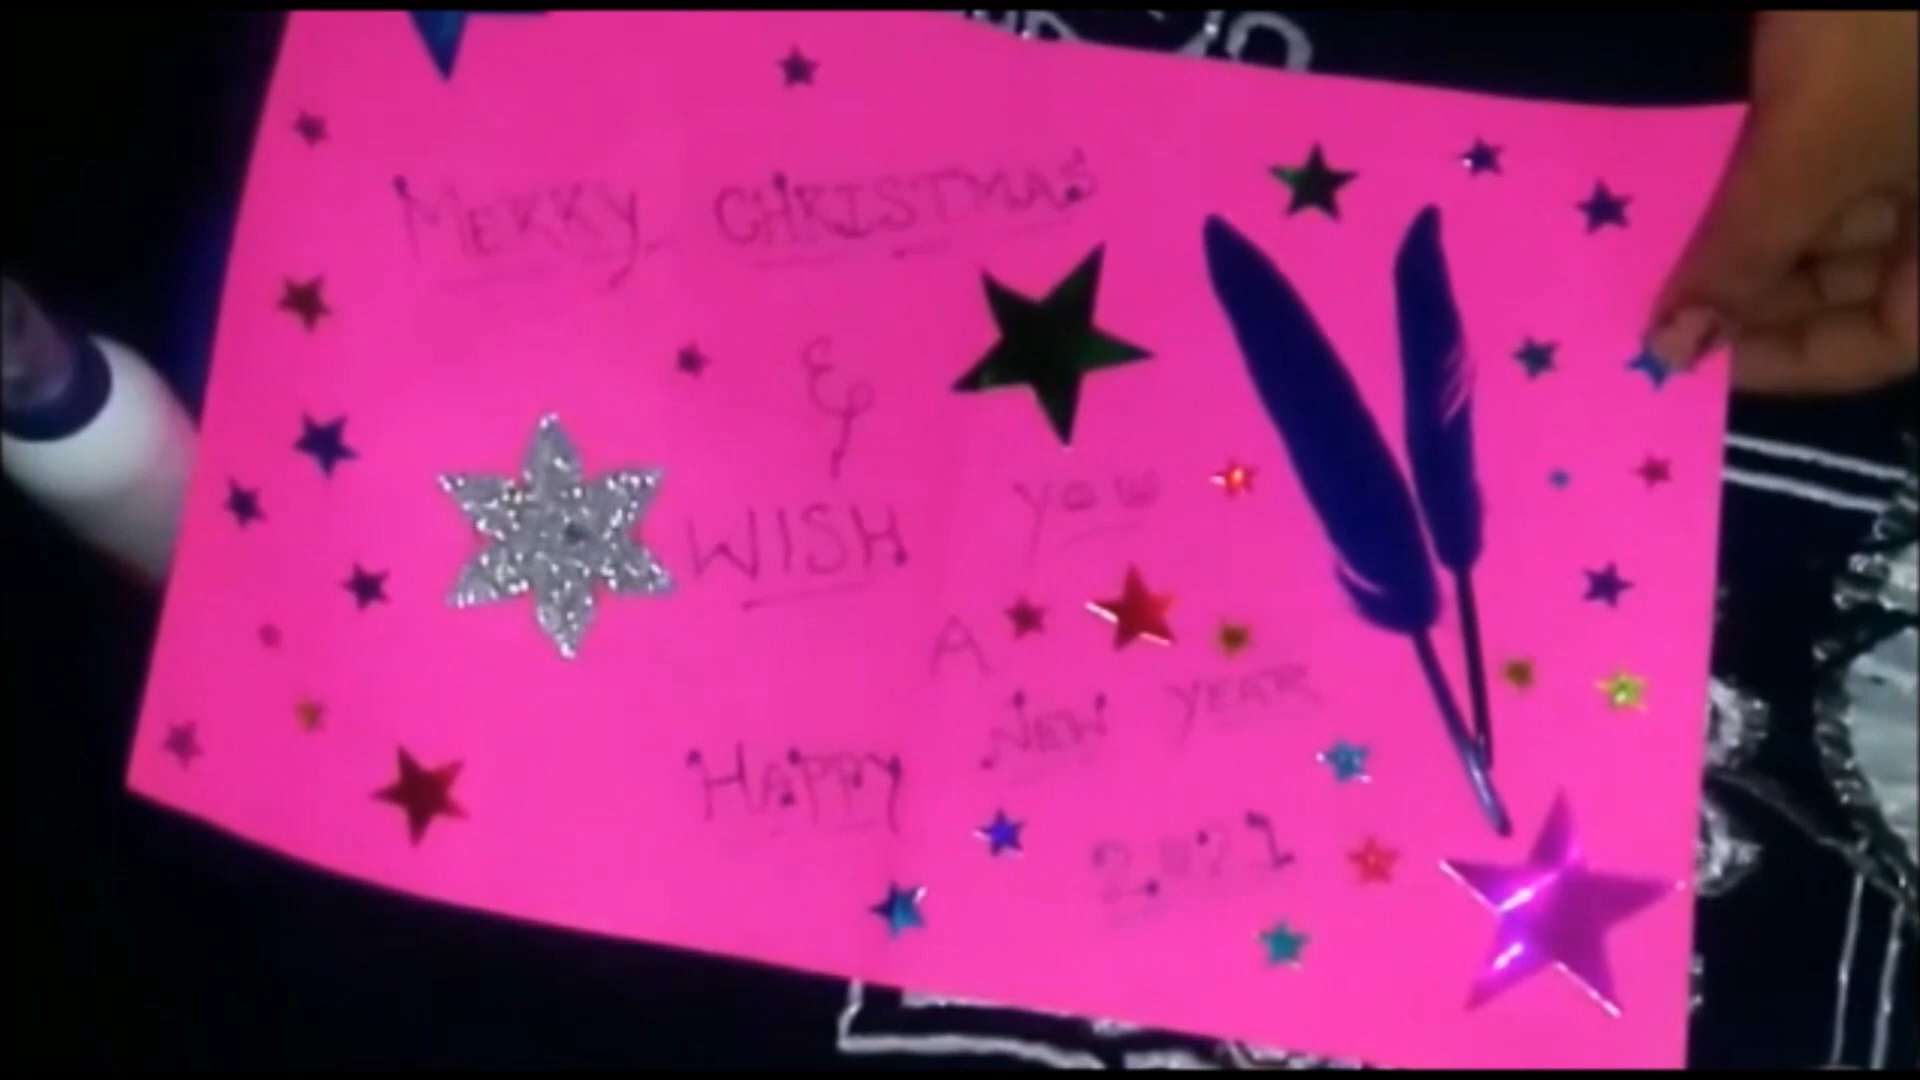 MERRY CHRISTMAS
&
WISH YOU
A
HAPPY NEW YEAR
2021